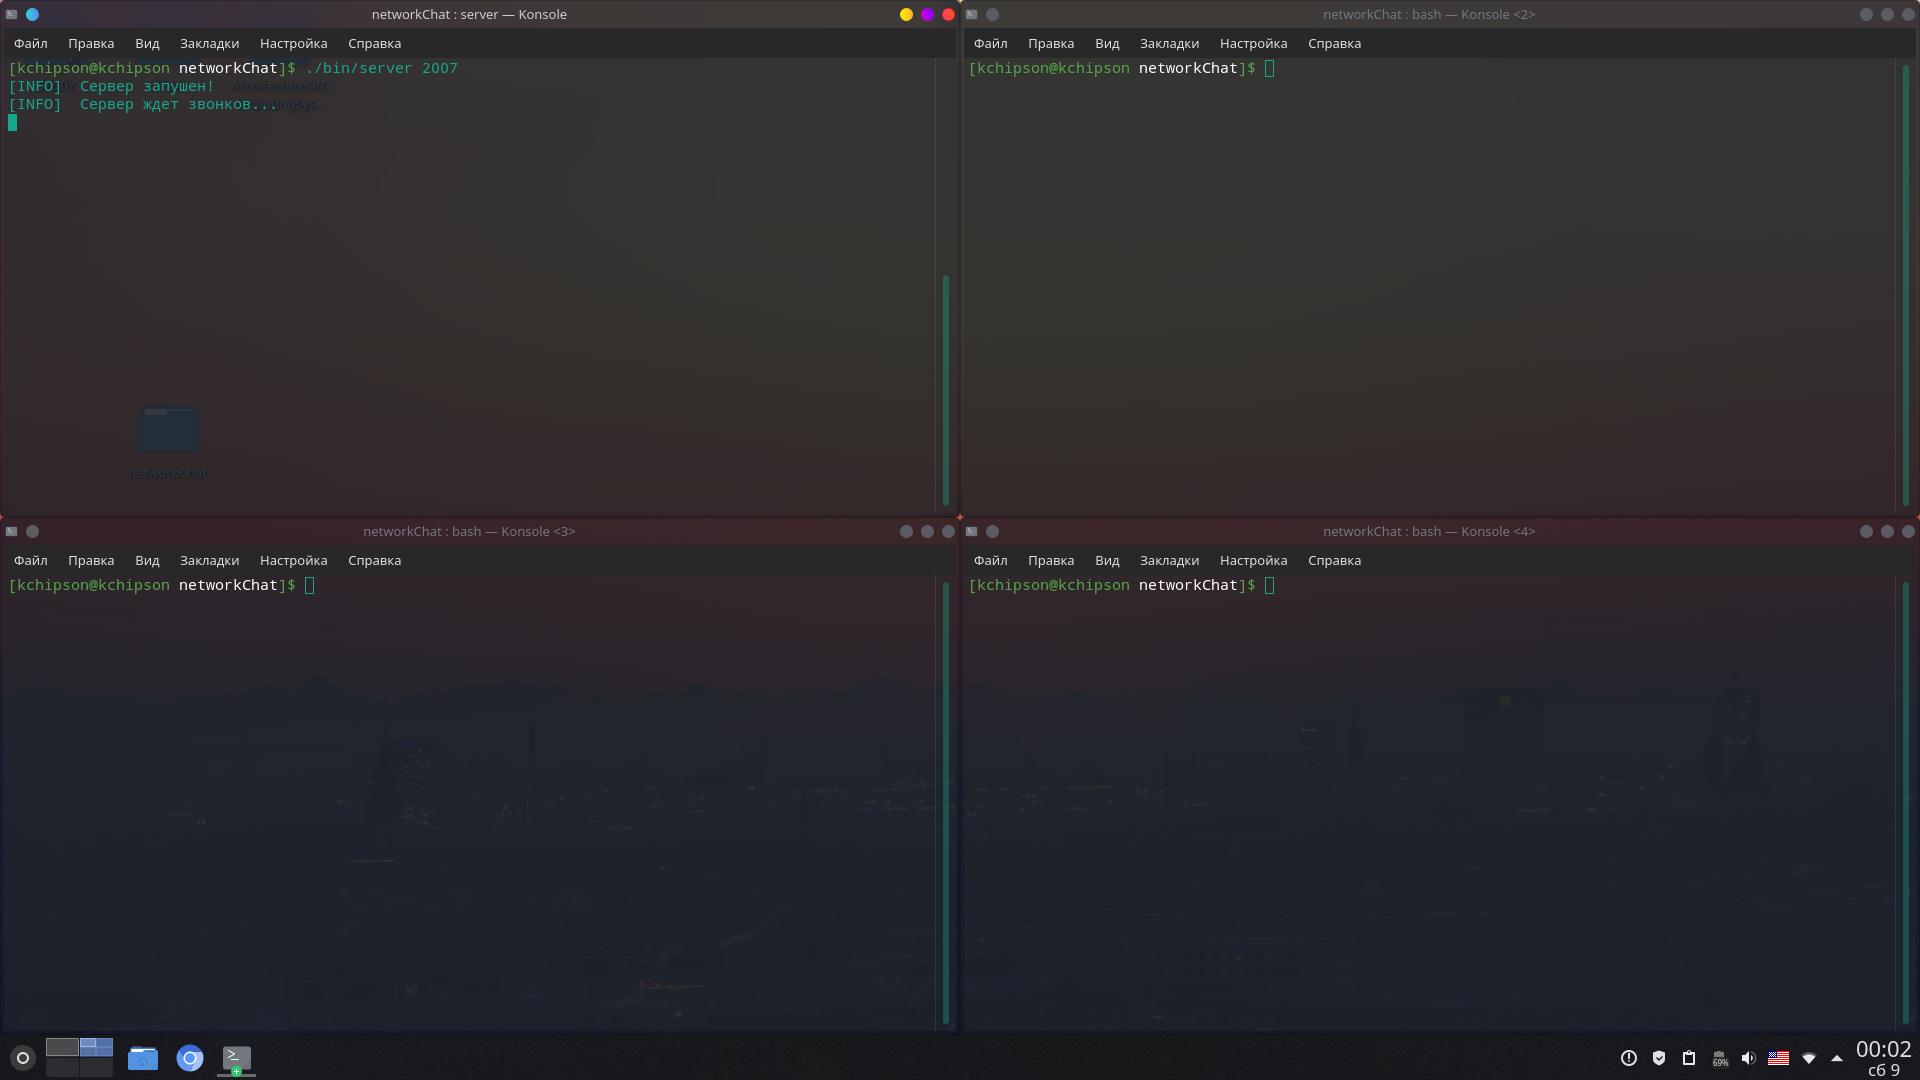 networkChat : server — Konsole
Файл Правка Вид Закладки Настройка Справка
[kchipson@kchipson networkChat]$ ./bin/server 2007
[INFO] Сервер запушен!
[INFO] Сервер ждет звонков...
networkChat
networkChat : bash — Konsole <2>
Файл Правка Вид Закладки Настройка Справка
[kchipson@kchipson networkChat]$
networkChat : bash — Konsole <3>
Файл Правка Вид Закладки Настройка Справка
[kchipson@kchipson networkChat]$
networkChat : bash — Konsole <4>
Файл Правка Вид Закладки Настройка Справка
[kchipson@kchipson networkChat]$
69%
00:02
сб 9